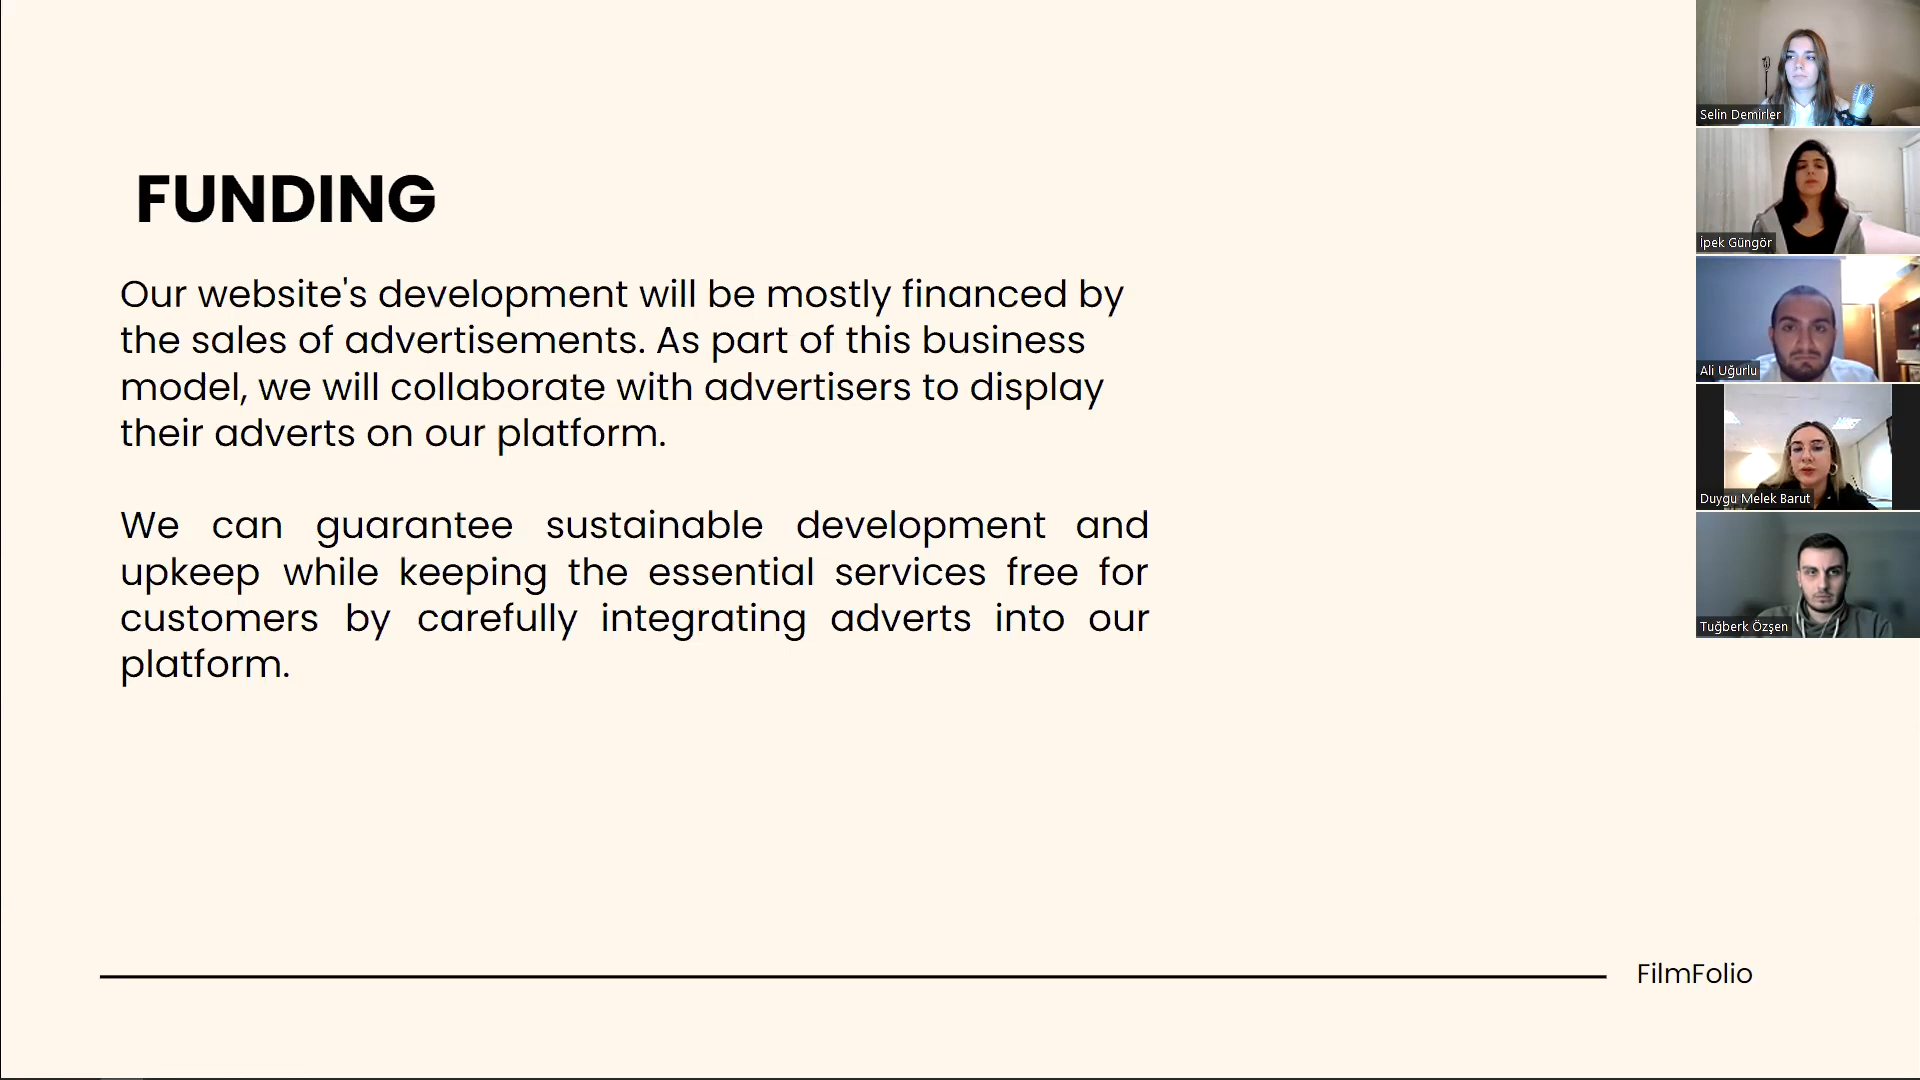 FUNDING
Our website's development will be mostly financed by
the sales of advertisements. As part of this business
model, we will collaborate with advertisers to display
their adverts on our platform.
We can guarantee sustainable development and
upkeep while keeping the essential services free for
customers by carefully integrating adverts into our
platform.
FilmFolio
Selin Demirler
İpek Güngör
Ali Uğurlu
Duygu Melek Barut
Tuğberk Özşen